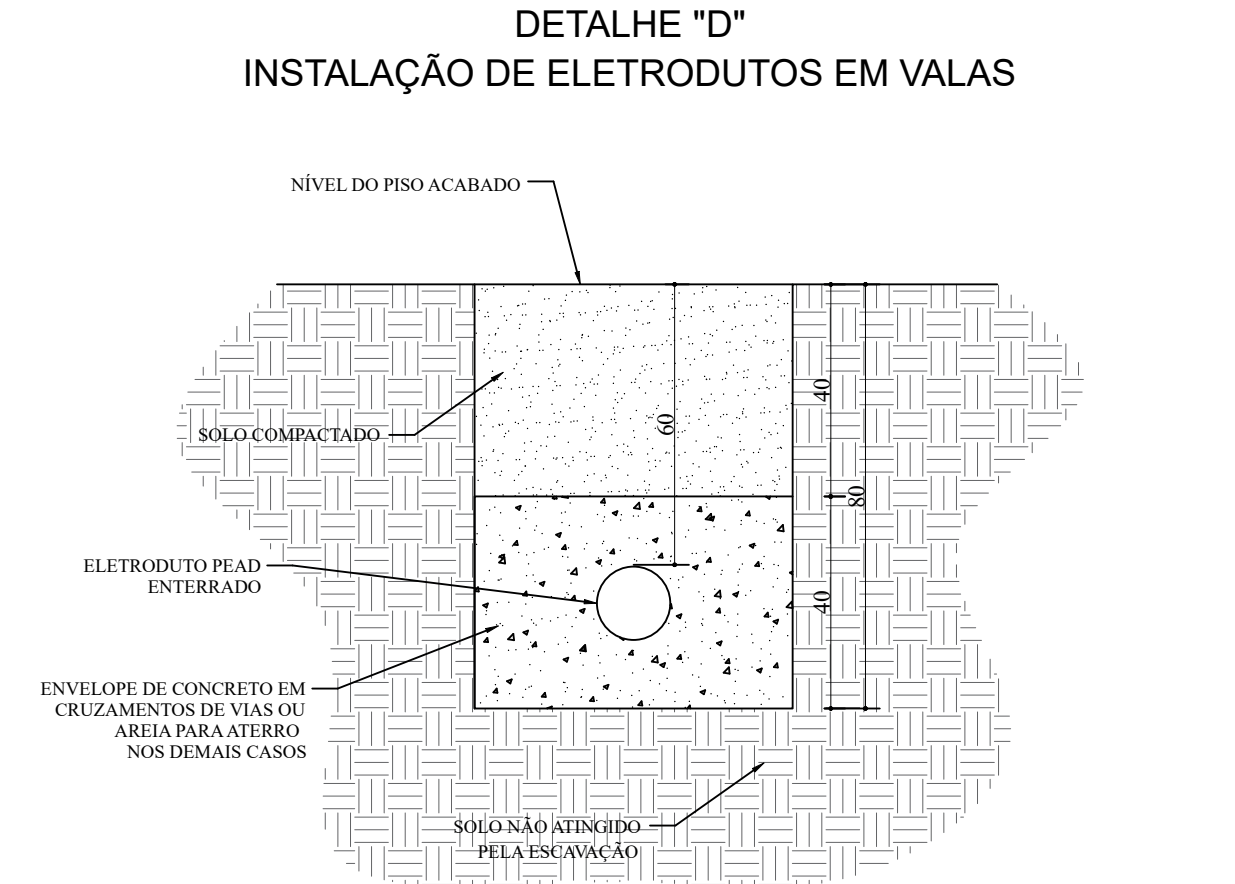 DETALHE "D"
INSTALAÇÃO DE ELETRODUTOS EM VALAS
NÍVEL DO PISO ACABADO
SOLO COMPACTADO
60
40
80
40
ELETRODUTO PEAD
ENTERRADO
ENVELOPE DE CONCRETO EM
CRUZAMENTOS DE VIAS OU
AREIA PARA ATERRO
NOS DEMAIS CASOS
SOLO NÃO ATINGIDO
PELA ESCAVAÇÃO